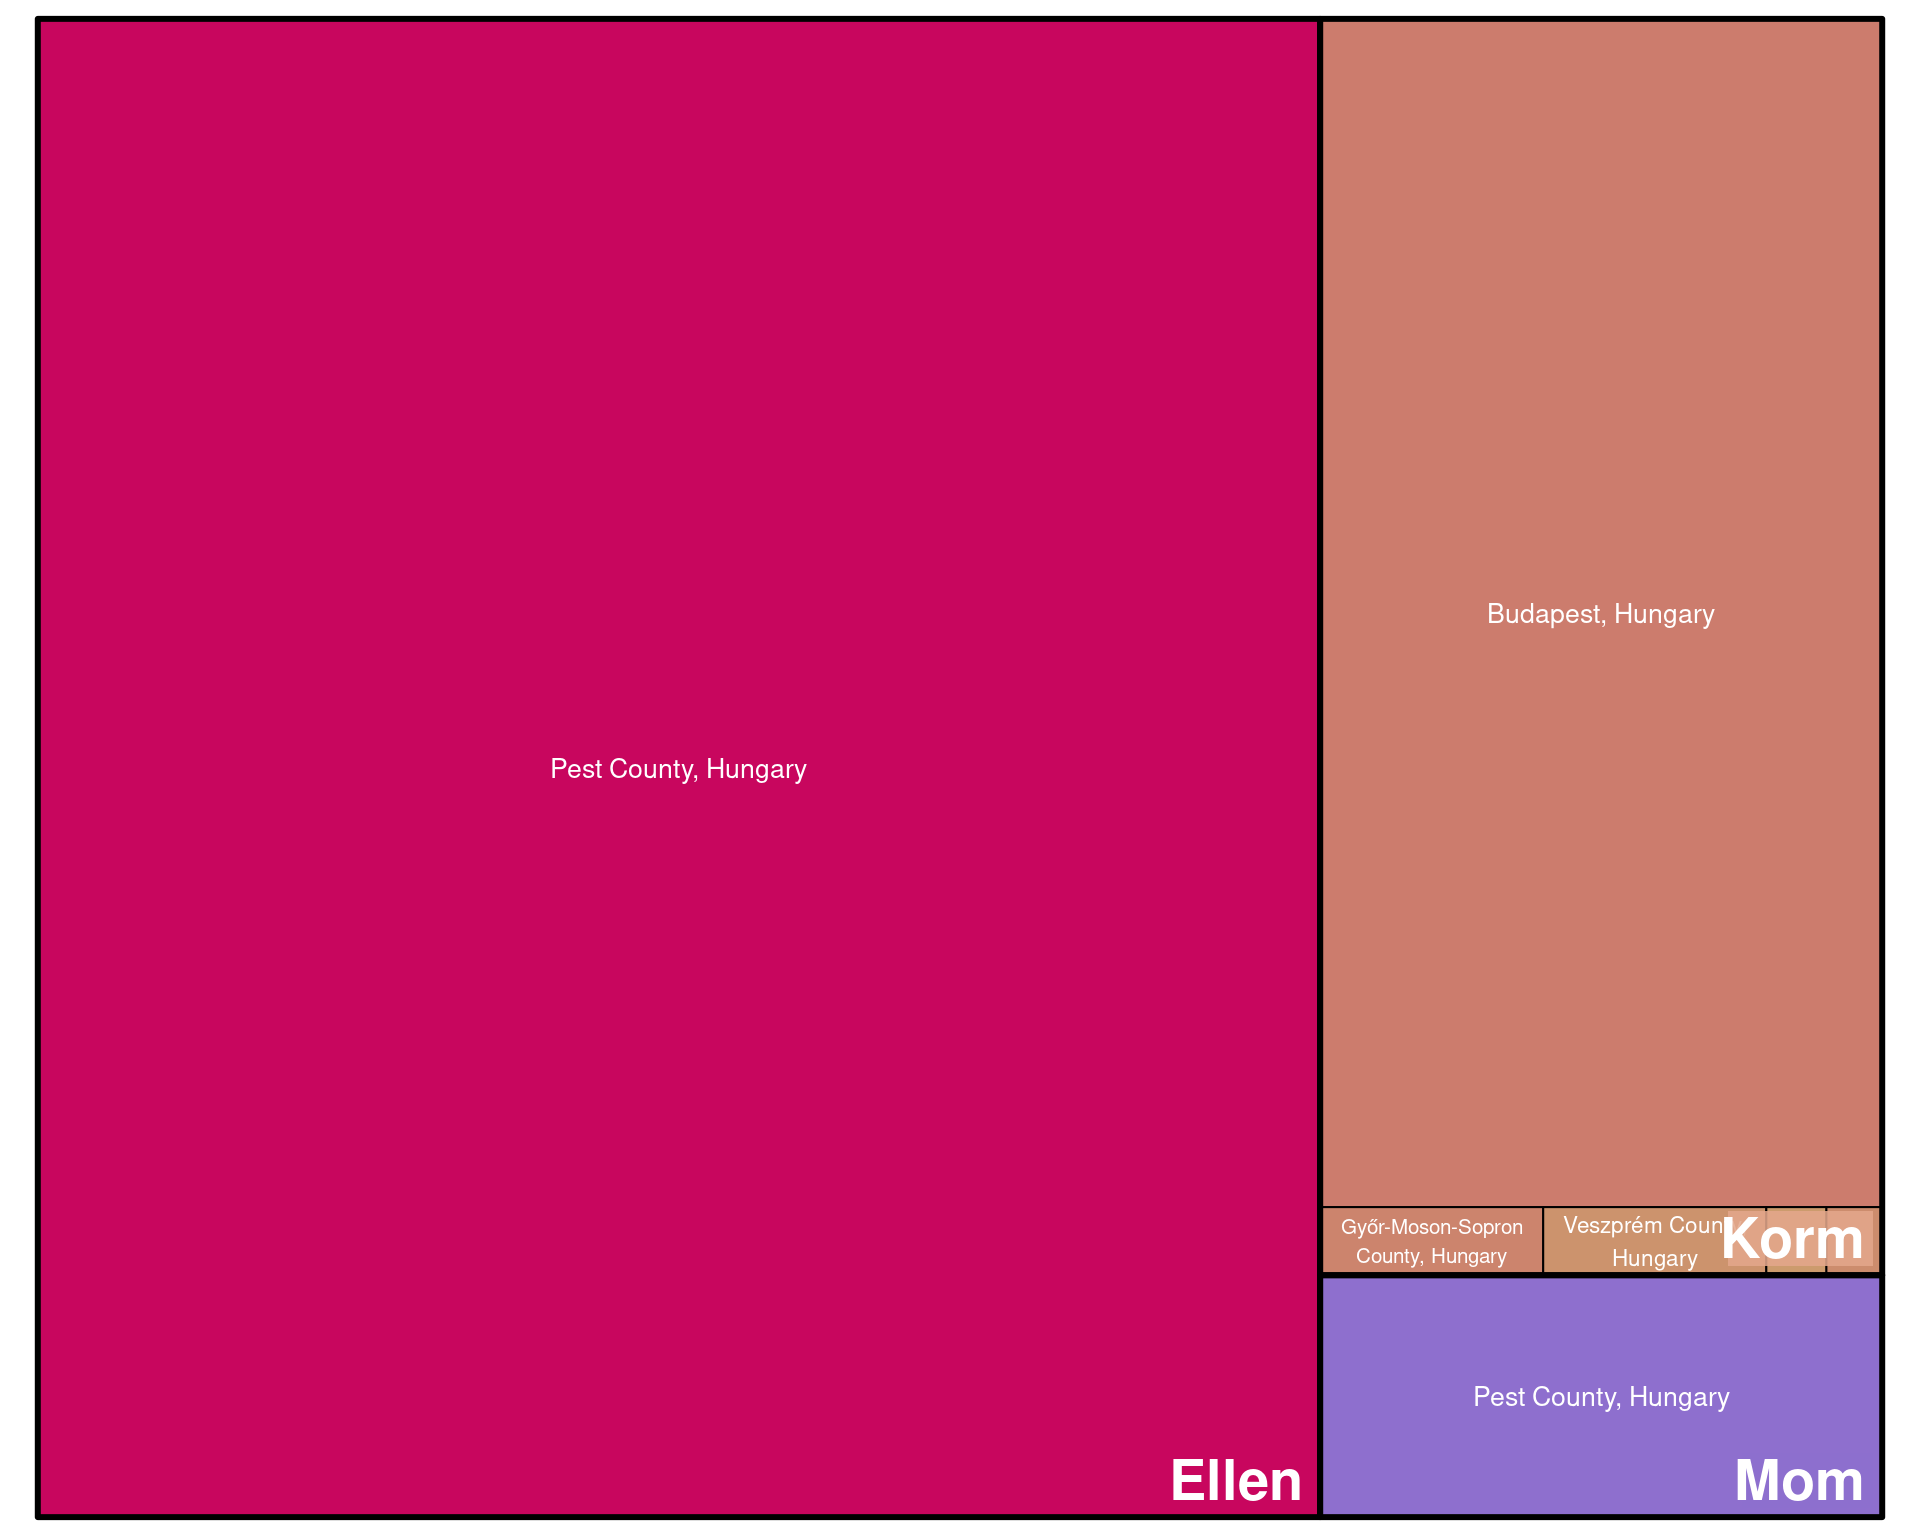 Pest County, Hungary
Ellen
Budapest, Hungary
Győr-Moson-Sopron
County, Hungary
Veszprém Coun
Hungary
Korm
Pest County, Hungary
Mom